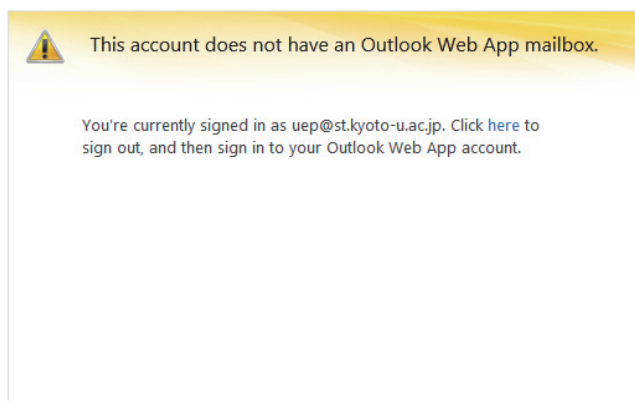 This account does not have an Outlook Web App mailbox.
You're currently signed in as uep@st.kyoto-u.ac.jp. Click here to
sign out, and then sign in to your Outlook Web App account.